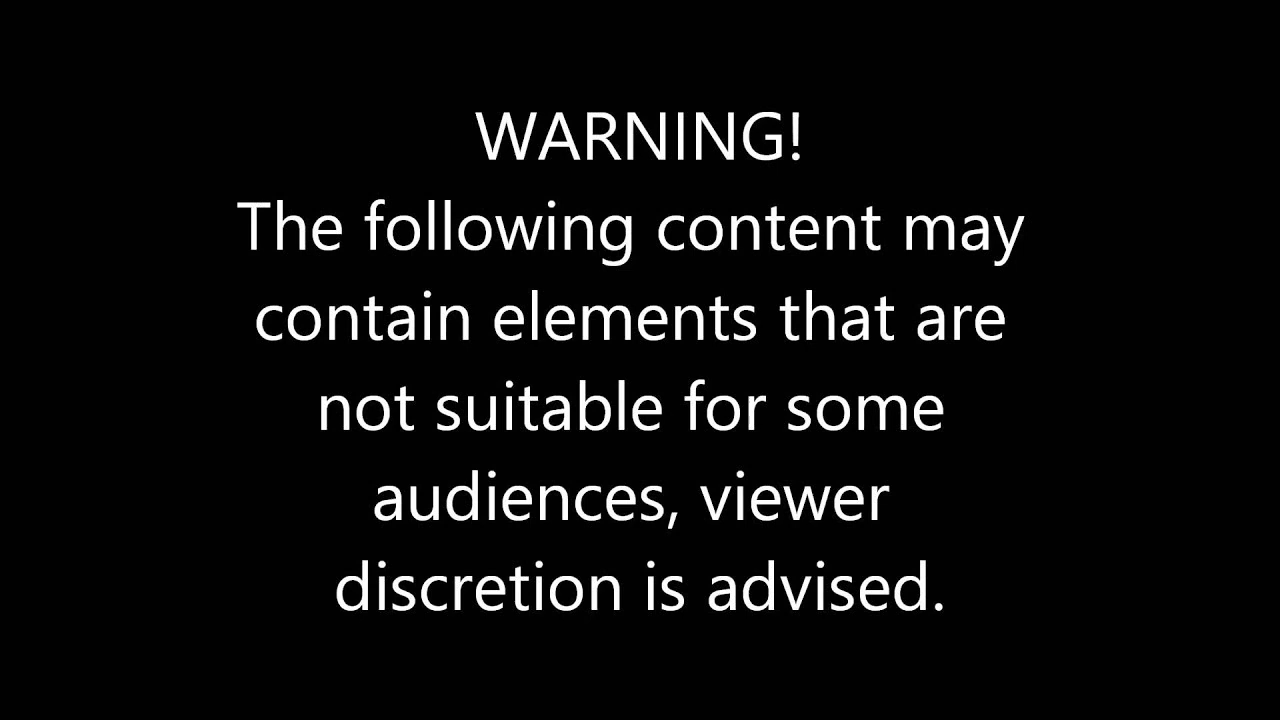 WARNING!
The following content may
contain elements that are
not suitable for some
audiences, viewer
discretion is advised.